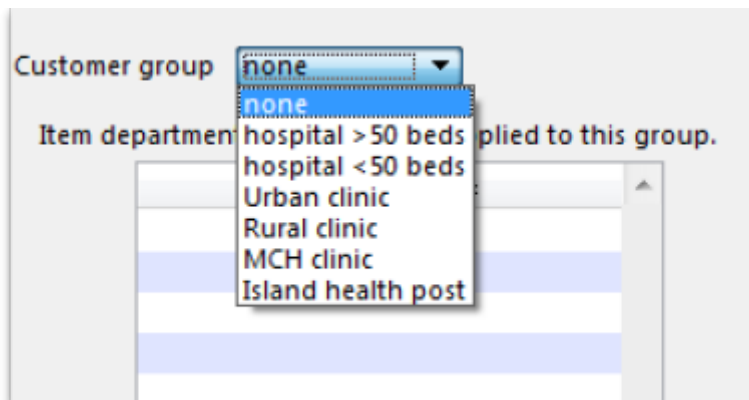 Customer group none
none
Item departmen plied to this group.
hospital >50 beds
hospital <50 beds
Urban clinic
Rural clinic
MCH clinic
Island health post